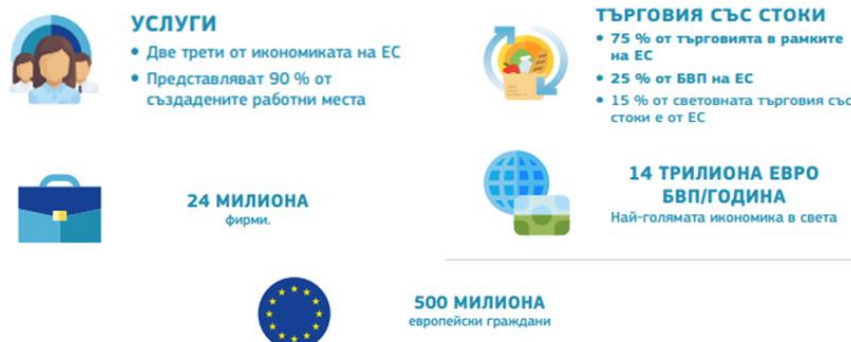 УСЛУГИ
• Две трети от икономиката на ЕС
• Представляват 90 % от
създадените работни места
ТЪРГОВИЯ СЪС СТОКИ
• 75 % от търговията в рамките
на ЕС
• 25 % от БВП на ЕС
• 15 % от световната търговия със
стоки е от ЕС
24 МИЛИОНА
фирми.
14 ТРИЛИОНА ЕВРО
БВП/ГОДИНА
Най-голямата икономика в света
500 МИЛИОНА
европейски граждани